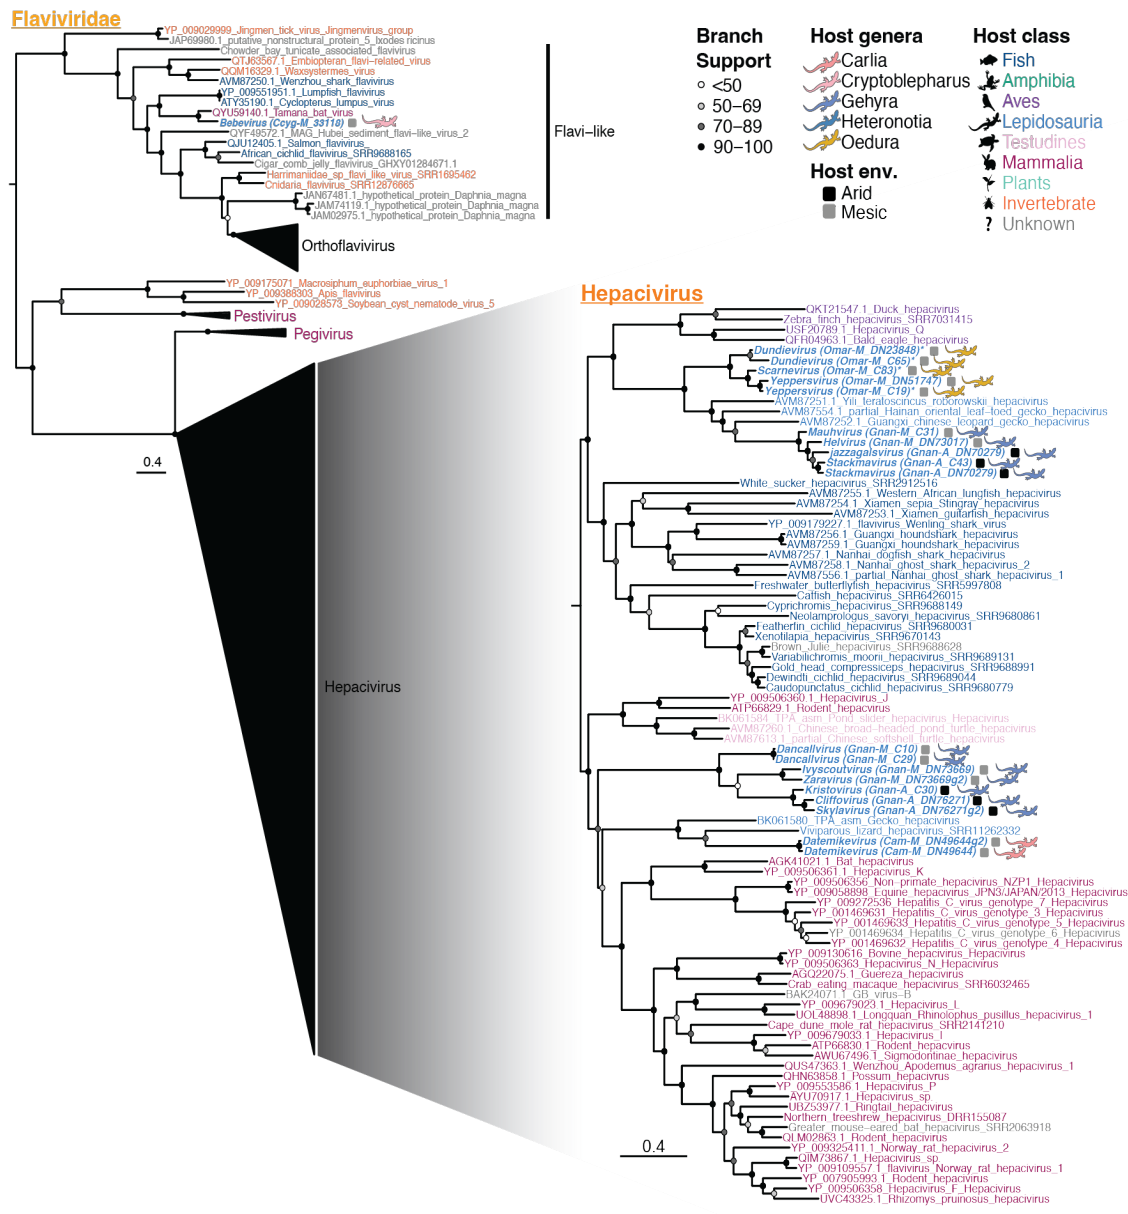 Flaviviridae
YP_009029999_Jingmen_tick_virus_Jingmenvirus_group
JAP69980.1_putative_nonstructural_protein_5_Ixodes ricinus
Chowder_bay_tunicate_associated_flavivirus
QTJ63567.1_Embiopteran_flavi-related_virus
QQM16329.1_Waxsystermes_virus
AVM87250.1_Wenzhou_shark_flavivirus
YP_009551951.1_Lumpfish_flavivirus
ATY35190.1_Cyclopterus_lumpus_virus
QYU59140.1_Tamana_bat_virus
Bebevirus (Ccyg-M_33118)
QYF49572.1_MAG_Hubei_sediment_flavi-like_virus_2
QJU12405.1_Salmon_flavivirus_
African_cichlid_flavivirus_SRR9688165
Cigar_comb_jelly_flavivirus_GHXY01284671.1
Harrimaniidae_sp_flavi_like_virus_SRR1695462
Cnidaria_flavivirus_SRR12876665
JAN67481.1_hypothetical_protein_Daphnia_magna
JAM74119.1_hypothetical_protein_Daphnia_magna
JAM02975.1_hypothetical_protein_Daphnia_magna
Flavi-like
Orthoflavivirus
YP_009175071_Macrosiphum_euphorbiae_virus_1
YP_009388303_Apis_flavivirus
YP_009028573_Soybean_cyst_nematode_virus_5
Pestivirus
Pegivirus
Hepacivirus
0.4
Branch
Support
<50
50-69
70-89
90-100
Host genera
Carlia
Cryptoblepharus
Gehyra
Heteronotia
Oedura
Host env.
Arid
Mesic
Host class
Fish
Amphibia
Aves
Lepidosauria
Testudines
Mammalia
Plants
Invertebrate
? Unknown
Hepacivirus
QKT21547.1_Duck_hepacivirus
Zebra_finch_hepacivirus_SRR7031415
USF20789.1_Hepacivirus_Q
QFR04963.1_Bald_eagle_hepacivirus
Dundievirus (Omar-M_DN23848)*
Dundievirus (Omar-M_C65)*
Scarnevirus (Omar-M_C83)*
Yeppersvirus (Omar-M_DN51747)
Yeppersvirus (Omar-M_C19)*
AVM87251.1_Yili_teratoscincus_roborowskii_hepacivirus
AVM87554.1_partial_Hainan_oriental_leaf-toed_gecko_hepacivirus
AVM87252.1_Guangxi_chinese_leopard_gecko_hepacivirus
Mauhvirus (Gnan-M_C31)
Helvirus (Gnan-M_DN73017)
jazzagalsvirus (Gnan-A_DN70279)
Stackmavirus (Gnan-A_C43)
Stackmavirus (Gnan-A_DN70279)
White_sucker_hepacivirus_SRR2912516
AVM87255.1_Western_African_lungfish_hepacivirus
AVM87254.1_Xiamen_sepia_Stingray_hepacivirus
AVM87253.1_Xiamen_guitarfish_hepacivirus
YP_009179227.1_flavivirus_Wenling_shark_virus
AVM87256.1_Guangxi_houndshark_hepacivirus
AVM87259.1_Guangxi_houndshark_hepacivirus
AVM87257.1_Nanhai_dogfish_shark_hepacivirus
AVM87258.1_Nanhai_ghost_shark_hepacivirus_2
AVM87556.1_partial_Nanhai_ghost_shark_hepacivirus_1
Freshwater_butterflyfish_hepacivirus_SRR5997808
Catfish_hepacivirus_SRR6426015
Cyprichromis_hepacivirus_SRR9688149
Neolamprologus_savoryi_hepacivirus_SRR9680861
Featherfin_cichlid_hepacivirus_SRR9680031
Xenotilapia_hepacivirus_SRR9670143
Brown_Julie_hepacivirus_SRR9688628
Variabilichromis_moorii_hepacivirus_SRR9689131
Gold_head_compressiceps_hepacivirus_SRR9688991
Dewindti_cichlid_hepacivirus_SRR9689044
Caudopunctatus_cichlid_hepacivirus_SRR9680779
YP_009506360.1_Hepacivirus_J
ATP66829.1_Rodent_hepacvirus
BK061584_TPA_asm_Pond_slider_hepacivirus_Hepacivirus
AVM87260.1_Chinese_broad-headed_pond_turtle_hepacivirus
AVM87613.1_partial_Chinese_softshell_turtle_hepacivirus
Dancallvirus (Gnan-M_C10)
Dancallvirus (Gnan-M_C29)
Ivyscoutvirus (Gnan-M_DN73669)
Zaravirus (Gnan-M_DN73669g2)
Kristovirus (Gnan-A_C30)
Cliffovirus (Gnan-A_DN76271)
Skylavirus (Gnan-A_DN76271g2)
BK061580_TPA_asm_Gecko_hepacivirus
Viviparous_lizard_hepacivirus_SRR11262332
Datemikevirus (Cam-M_DN49644g2)
Datemikevirus (Cam-M_DN49644)
AGK41021.1_Bat_hepacivirus
YP_009506361.1_Hepacivirus_K
YP_009506356_Non-primate_hepacivirus_NZP1_Hepacivirus
YP_009058898_Equine_hepacivirus_JPN3/JAPAN/2013_Hepacivirus
YP_009272536_Hepatitis_C_virus_genotype_7_Hepacivirus
YP_001469631_Hepatitis_C_virus_genotype_3_Hepacivirus
YP_001469633_Hepatitis_C_virus_genotype_5_Hepacivirus
YP_001469634_Hepatitis_C_virus_genotype_6_Hepacivirus
YP_001469632_Hepatitis_C_virus_genotype_4_Hepacivirus
YP_009130616_Bovine_hepacivirus_Hepacivirus
YP_009506363_Hepacivirus_N_Hepacivirus
AGQ22075.1_Guereza_hepacivirus
Crab_eating_macaque_hepacivirus_SRR6032465
BAK24071.1_GB_virus-B
YP_009679023.1_Hepacivirus_L
UOL48898.1_Longquan_Rhinolophus_pusillus_hepacivirus_1
Cape_dune_mole_rat_hepacivirus_SRR2141210
YP_009679033.1_Hepacivirus_I
ATP66830.1_Rodent_hepacivirus
AWU67496.1_Sigmodontinae_hepacivirus
QUS47363.1_Wenzhou_Apodemus_agrarius_hepacivirus_1
QHN63858.1_Possum_hepacivirus
YP_009553586.1_Hepacivirus_P
AYU70917.1_Hepacivirus_sp.
UBZ53977.1_Ringtail_hepacivirus
Northern_treeshrew_hepacivirus_DRR155087
Greater_mouse-eared_bat_hepacivirus_SRR2063918
QLM02863.1_Rodent_hepacivirus
YP_009325411.1_Norway_rat_hepacivirus_2
QIM73867.1_Hepacivirus_sp.
YP_009109557.1_flavivirus_Norway_rat_hepacivirus_1
YP_007905993.1_Rodent_hepacivirus
YP_009506358_Hepacivirus_F_Hepacivirus
UVC43325.1_Rhizomys_pruinosus_hepacivirus
0.4